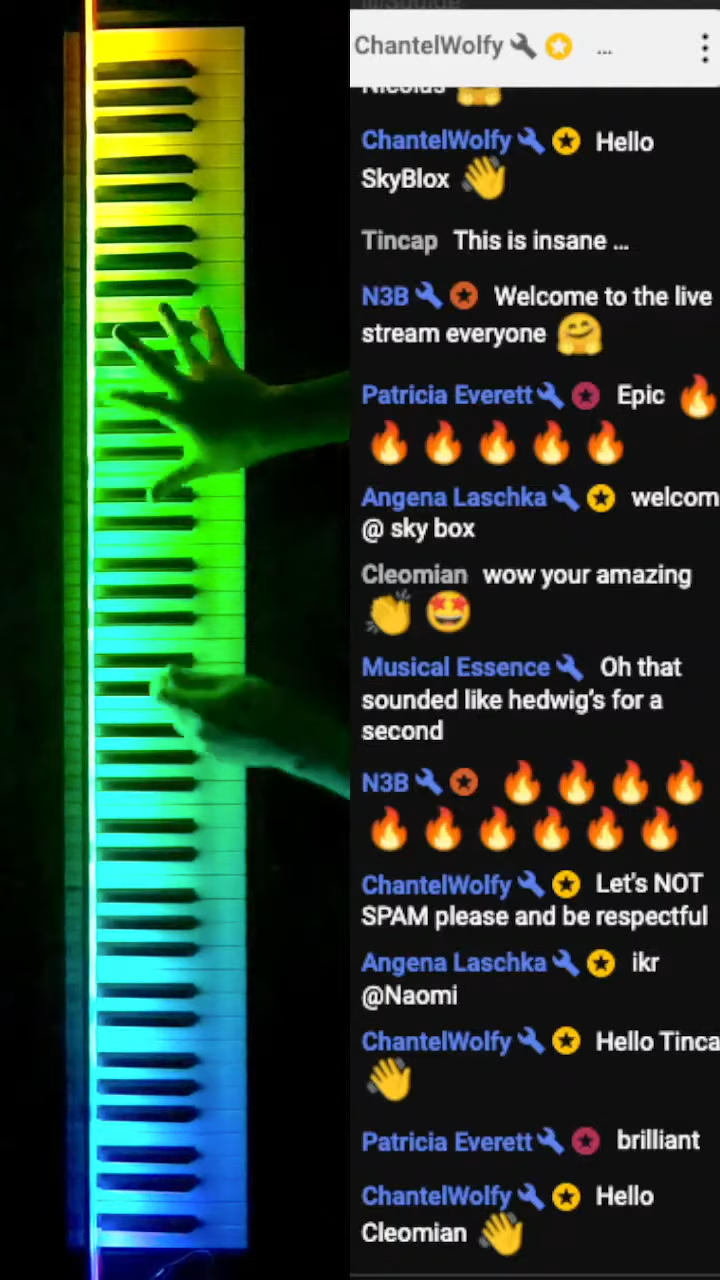 ChantelWolfy ...
Nicolas
ChantelWolfy Hello
SkyBlox 👋
Tincap This is insane ...
N3B Welcome to the live
stream everyone 🤗
Patricia Everett Epic 🔥
🔥🔥🔥🔥🔥
Angena Laschka welcom
@ sky box
Cleomian wow your amazing
👏🤩
Musical Essence Oh that
sounded like hedwig's for a
second
N3B 🔥🔥🔥🔥
🔥🔥🔥🔥🔥🔥
ChantelWolfy Let's NOT
SPAM please and be respectful
Angena Laschka ikr
@Naomi
ChantelWolfy Hello Tinca
👋
Patricia Everett brilliant
ChantelWolfy Hello
Cleomian 👋